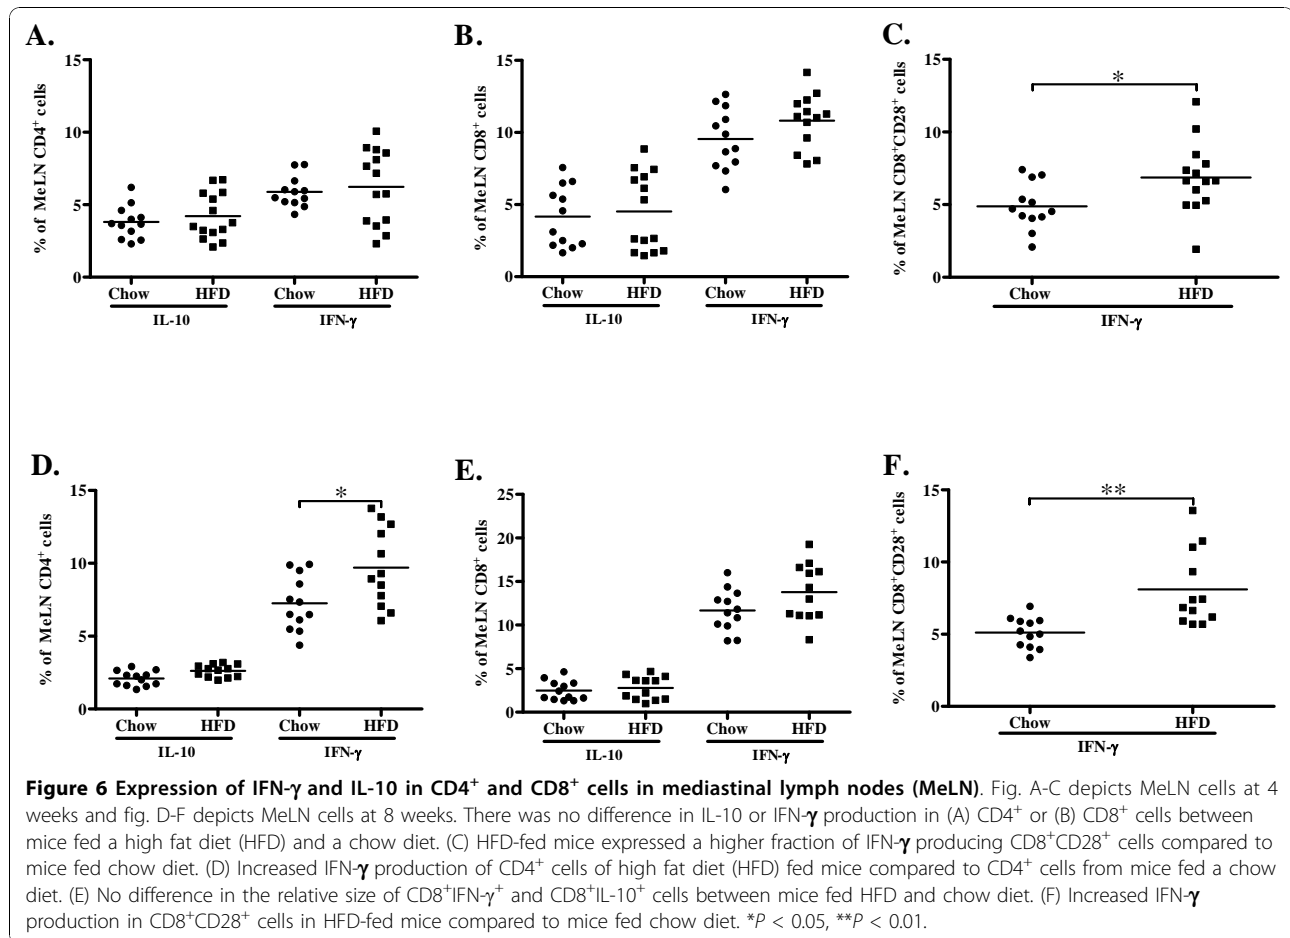 A.
% of MeLN CD4⁺ cells
15
10
5
0
Chow HFD Chow HFD
IL-10 IFN-γ
B.
% of MeLN CD8⁺ cells
15
10
5
0
Chow HFD Chow HFD
IL-10 IFN-γ
C.
% of MeLN CD8⁺CD28⁺ cells
15
10
5
0
*
Chow HFD
IFN-γ
D.
% of MeLN CD4⁺ cells
15
10
5
0
*
Chow HFD Chow HFD
IL-10 IFN-γ
E.
% of MeLN CD8⁺ cells
25
20
15
10
5
0
Chow HFD Chow HFD
IL-10 IFN-γ
F.
% of MeLN CD8⁺CD28⁺ cells
15
10
5
0
**
Chow HFD
IFN-γ
Figure 6 Expression of IFN-γ and IL-10 in CD4⁺ and CD8⁺ cells in mediastinal lymph nodes (MeLN). Fig. A-C depicts MeLN cells at 4
weeks and fig. D-F depicts MeLN cells at 8 weeks. There was no difference in IL-10 or IFN-γ production in (A) CD4⁺ or (B) CD8⁺ cells between
mice fed a high fat diet (HFD) and a chow diet. (C) HFD-fed mice expressed a higher fraction of IFN-γ producing CD8⁺CD28⁺ cells compared to
mice fed chow diet. (D) Increased IFN-γ production of CD4⁺ cells of high fat diet (HFD) fed mice compared to CD4⁺ cells from mice fed a chow
diet. (E) No difference in the relative size of CD8⁺IFN-γ⁺ and CD8⁺IL-10⁺ cells between mice fed HFD and chow diet. (F) Increased IFN-γ
production in CD8⁺CD28⁺ cells in HFD-fed mice compared to mice fed chow diet. *P < 0.05, **P < 0.01.